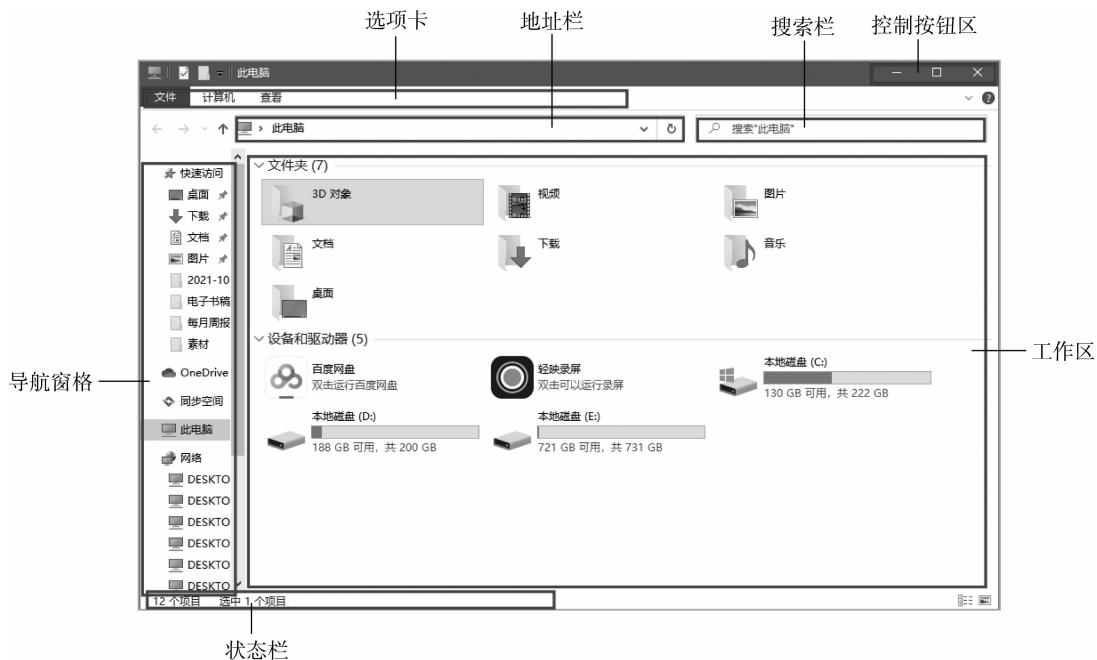 选项卡
地址栏
搜索栏
控制按钮区
此电脑
文件 计算机 查看
此电脑
搜索"此电脑"
快速访问
桌面
下载
文档
图片
2021-10
电子书稿
每月周报
素材
OneDrive
同步空间
此电脑
网络
DESKTO
DESKTO
DESKTO
DESKTO
DESKTO
DESKTO
文件夹 (7)
3D 对象
视频
图片
文档
下载
音乐
桌面
设备和驱动器 (5)
百度网盘
双击运行百度网盘
轻映录屏
双击可以运行录屏
本地磁盘 (C:)
130 GB 可用, 共 222 GB
本地磁盘 (D:)
188 GB 可用, 共 200 GB
本地磁盘 (E:)
721 GB 可用, 共 731 GB
导航窗格
工作区
12 个项目 选中 1 个项目
状态栏